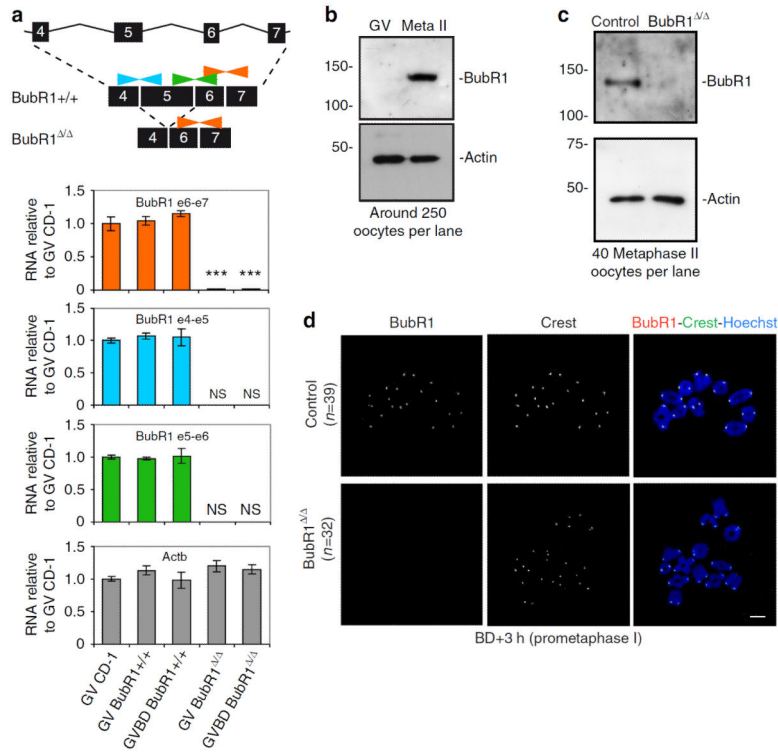 a
4
5
6
7
BubR1+/+
4
5
6
7
BubR1Δ/Δ
4
6
7
RNA relative
to GV CD-1
1.5
1.0
0.5
0
BubR1 e6-e7
***
***
RNA relative
to GV CD-1
1.5
1.0
0.5
0
BubR1 e4-e5
NS
NS
RNA relative
to GV CD-1
1.5
1.0
0.5
0
BubR1 e5-e6
NS
NS
RNA relative
to GV CD-1
1.5
1.0
0.5
0
Actb
GV CD-1
GV BubR1+/+
GVBD BubR1+/+
GV BubR1Δ/Δ
GVBD BubR1Δ/Δ
b
GV Meta II
150-
100-
-BubR1
50-
-Actin
Around 250
oocytes per lane
c
Control BubR1Δ/Δ
150-
100-
-BubR1
75-
50-
-Actin
40 Metaphase II
oocytes per lane
d
BubR1
Crest
BubR1-Crest-Hoechst
Control
(n=39)
BubR1Δ/Δ
(n=32)
BD+3 h (prometaphase I)